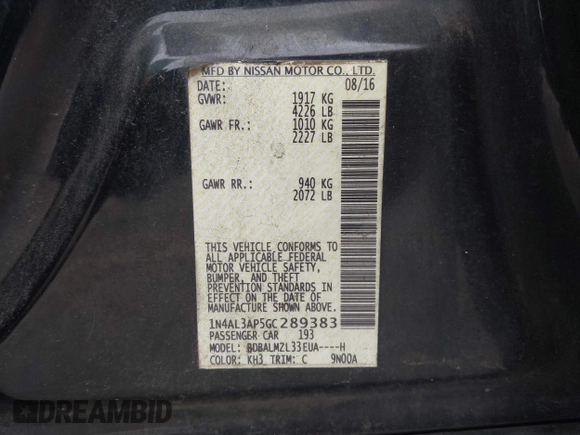 MFD BY NISSAN MOTOR CO., LTD.
DATE: 08/16
GVWR: 1917 KG
4226 LB
GAWR FR.: 1010 KG
2227 LB
GAWR RR.: 940 KG
2072 LB
THIS VEHICLE CONFORMS TO
ALL APPLICABLE FEDERAL
MOTOR VEHICLE SAFETY,
BUMPER, AND THEFT
PREVENTION STANDARDS IN
EFFECT ON THE DATE OF
MANUFACTURE SHOWN ABOVE.
1N4AL3AP5GC289383
PASSENGER CAR 193
MODEL: BDBALMZL33EUA----H
COLOR: KH3 TRIM: C 9N00A
DREAMBID